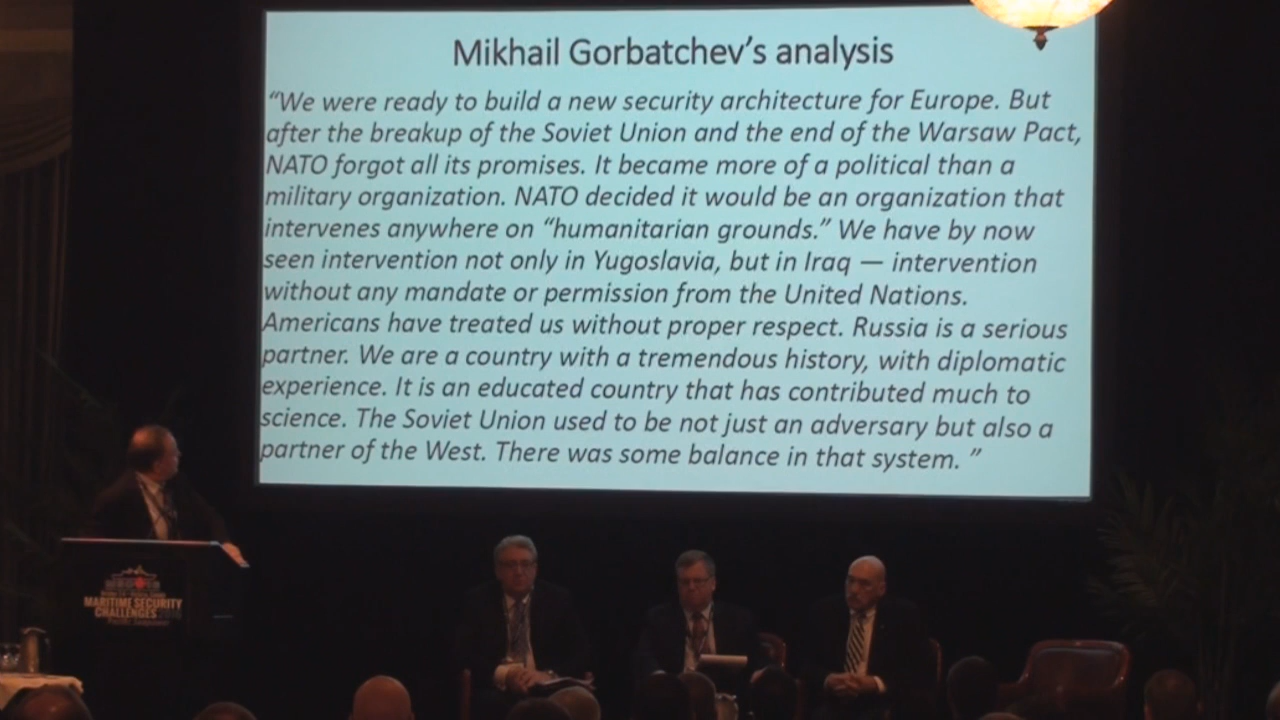 Mikhail Gorbatchev's analysis
“We were ready to build a new security architecture for Europe. But
after the breakup of the Soviet Union and the end of the Warsaw Pact,
NATO forgot all its promises. It became more of a political than a
military organization. NATO decided it would be an organization that
intervenes anywhere on “humanitarian grounds.” We have by now
seen intervention not only in Yugoslavia, but in Iraq — intervention
without any mandate or permission from the United Nations.
Americans have treated us without proper respect. Russia is a serious
partner. We are a country with a tremendous history, with diplomatic
experience. It is an educated country that has contributed much to
science. The Soviet Union used to be not just an adversary but also a
partner of the West. There was some balance in that system. ”
MARITIME SECURITY
CHALLENGES